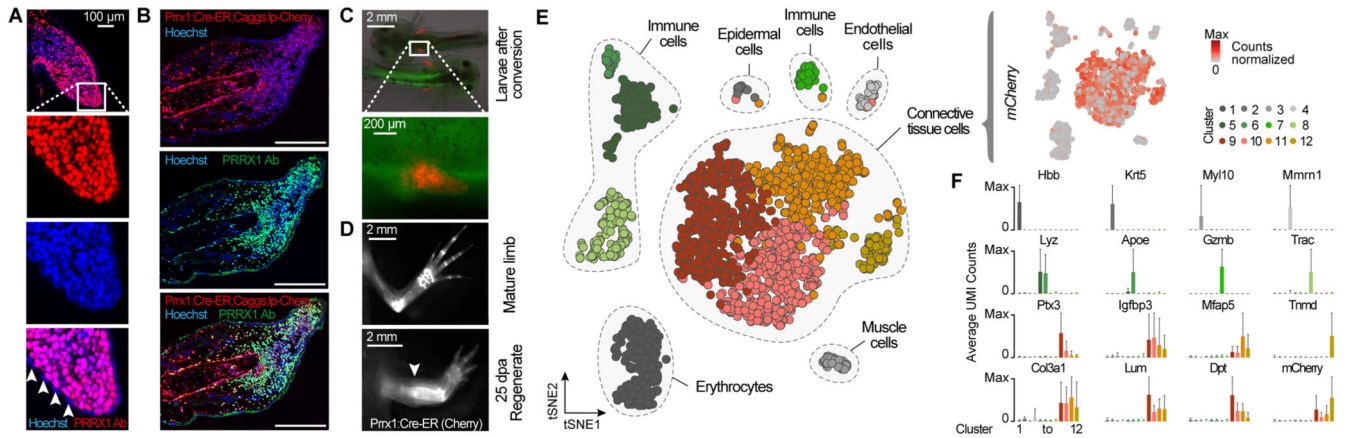 A
100 µm
Hoechst PRRX1 Ab
B
Prrx1:Cre-ER;Caggs:lp-Cherry
Hoechst
Hoechst PRRX1 Ab
Prrx1:Cre-ER;Caggs:lp-Cherry
Hoechst PRRX1 Ab
C
2 mm
200 µm
Larvae after
conversion
D
2 mm
Mature limb
2 mm
Prrx1:Cre-ER (Cherry)
25 dpa
Regenerate
E
Immune
cells
Epidermal
cells
Immune
cells
Endothelial
cells
Connective
tissue cells
Muscle
cells
Erythrocytes
tSNE2
tSNE1
mCherry
Max
0
Counts
normalized
Cluster
1 2 3 4
5 6 7 8
9 10 11 12
F
Average UMI Counts
Hbb Krt5 Myl10 Mmrn1
Max
0
Lyz Apoe Gzmb Trac
Max
0
Ptx3 Igfbp3 Mfap5 Tnmd
Max
0
Col3a1 Lum Dpt mCherry
Max
0
Cluster 1 to 12